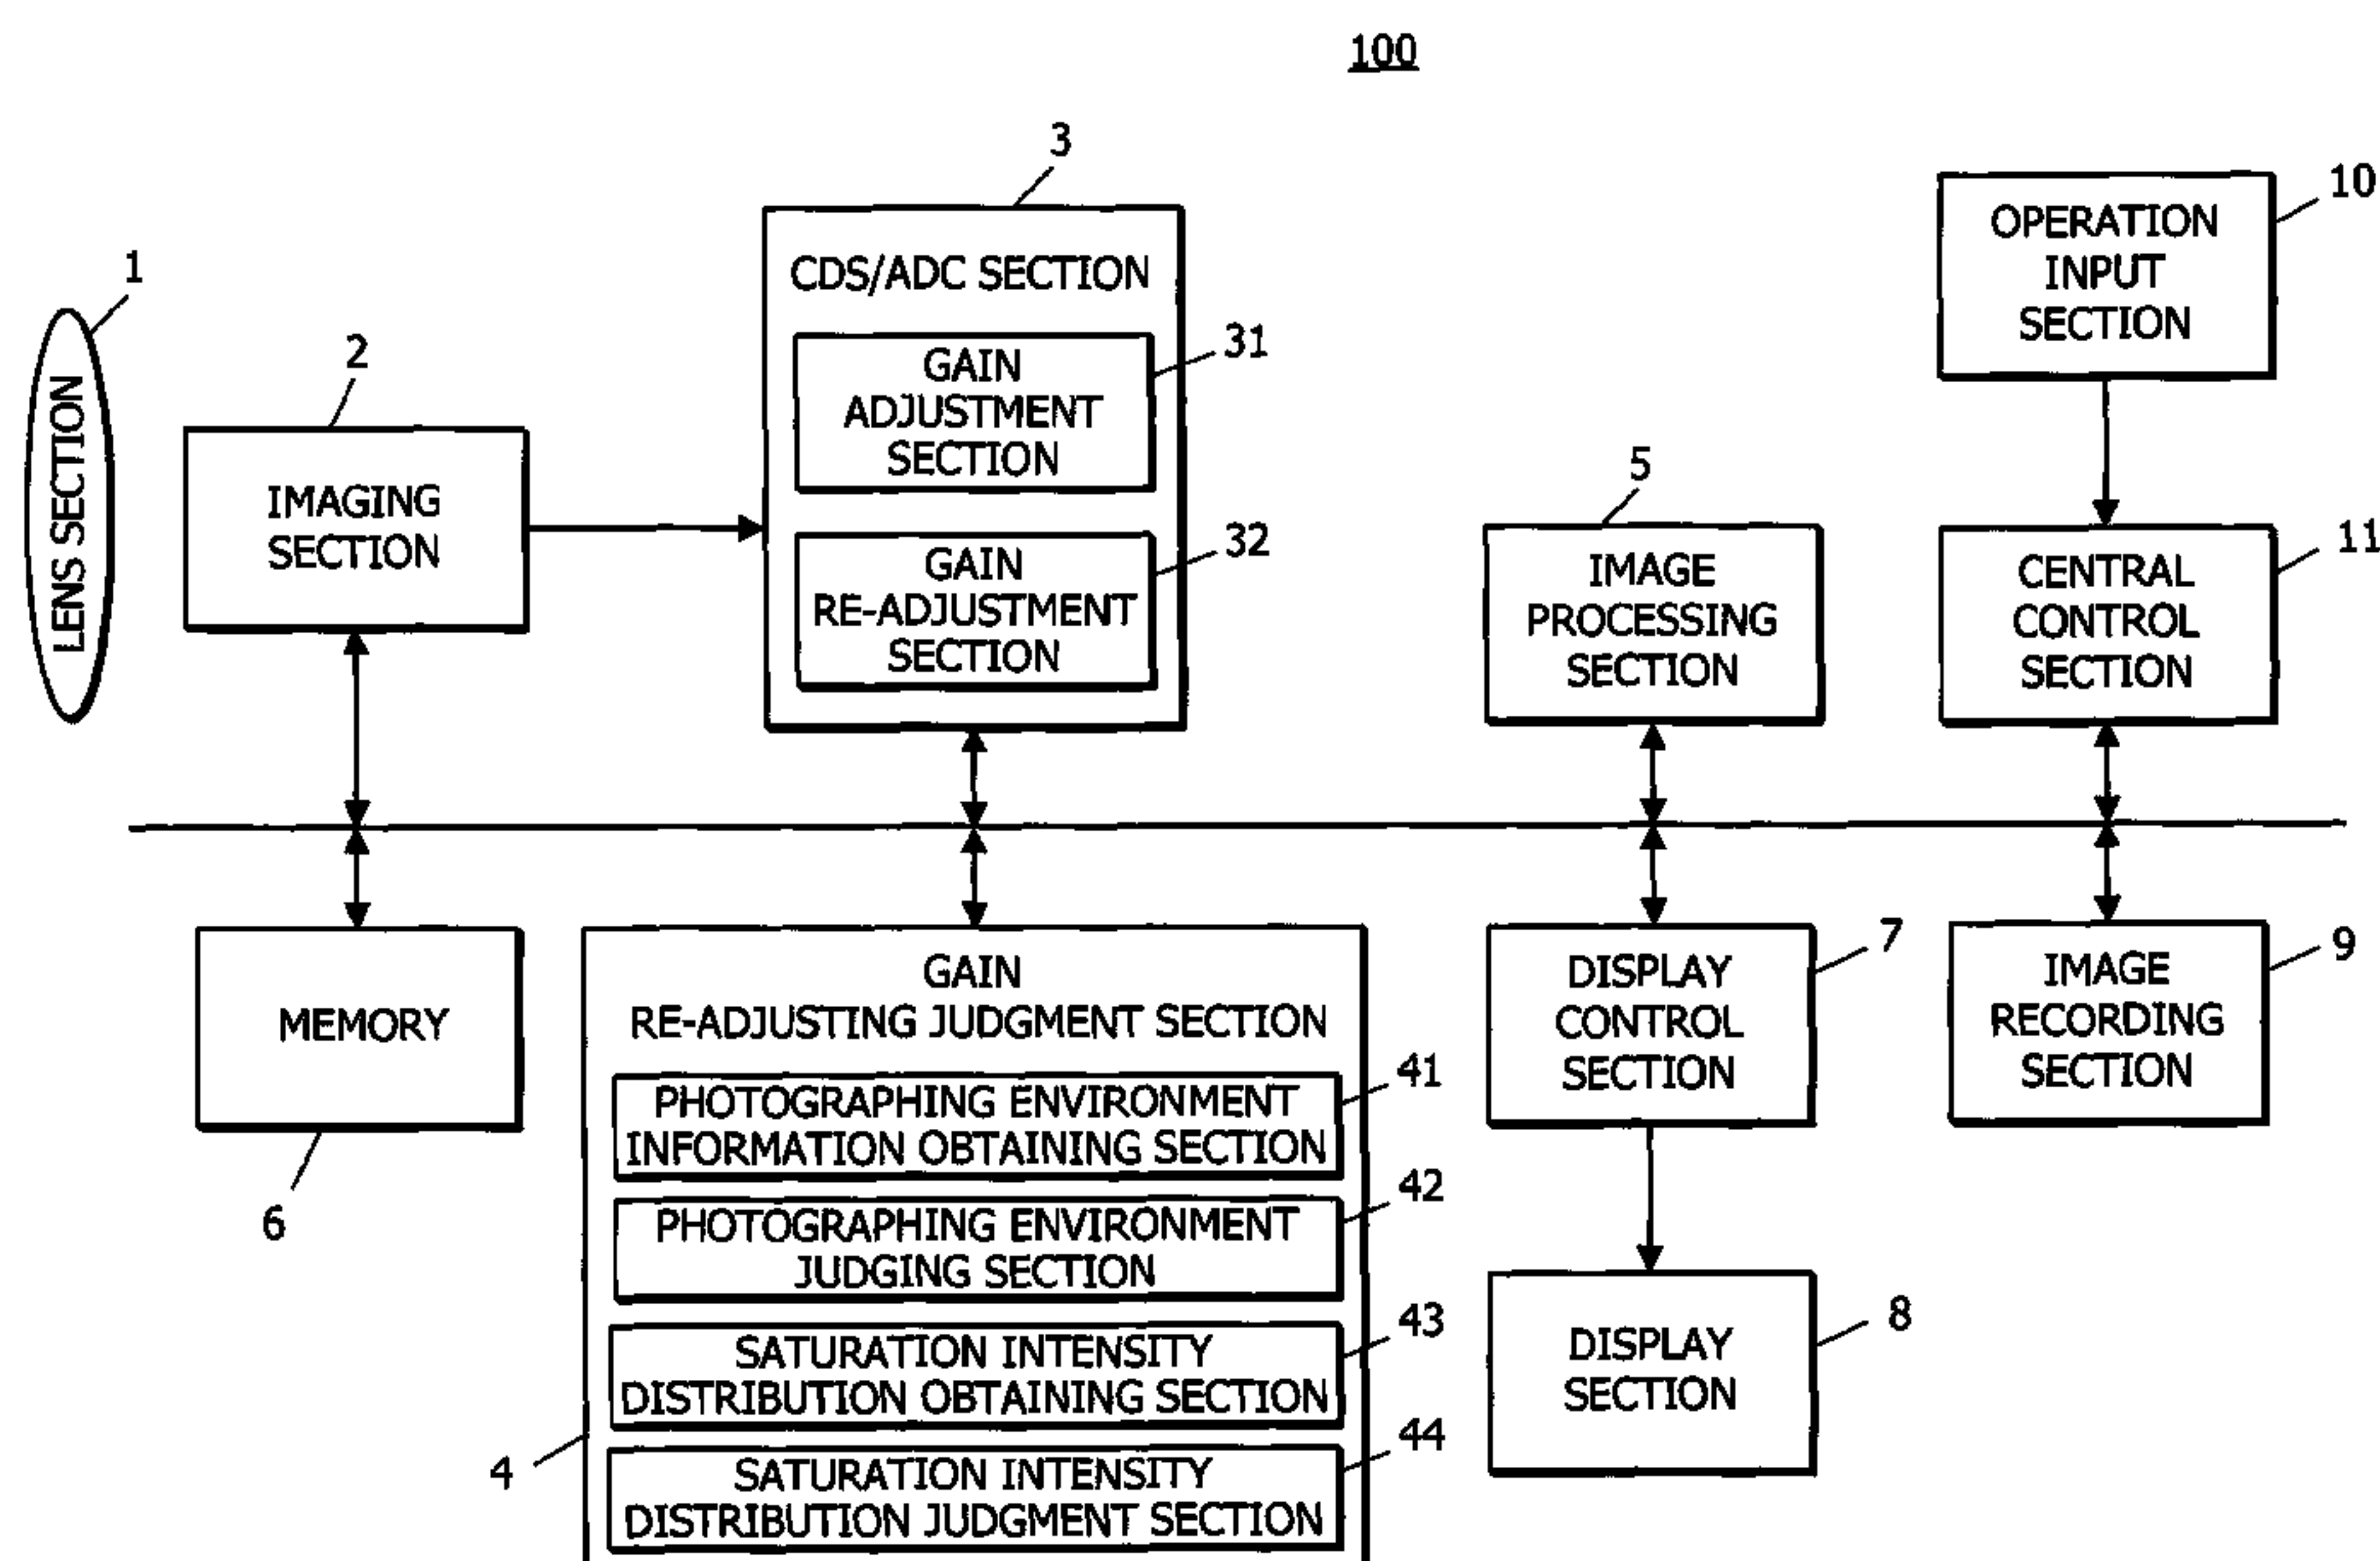 100
1
LENS SECTION
2
IMAGING
SECTION
3
CDS/ADC SECTION
31
GAIN
ADJUSTMENT
SECTION
32
GAIN
RE-ADJUSTMENT
SECTION
5
IMAGE
PROCESSING
SECTION
10
OPERATION
INPUT
SECTION
11
CENTRAL
CONTROL
SECTION
MEMORY
6
4
GAIN
RE-ADJUSTING JUDGMENT SECTION
41
PHOTOGRAPHING ENVIRONMENT
INFORMATION OBTAINING SECTION
42
PHOTOGRAPHING ENVIRONMENT
JUDGING SECTION
43
SATURATION INTENSITY
DISTRIBUTION OBTAINING SECTION
44
SATURATION INTENSITY
DISTRIBUTION JUDGMENT SECTION
7
DISPLAY
CONTROL
SECTION
8
DISPLAY
SECTION
9
IMAGE
RECORDING
SECTION